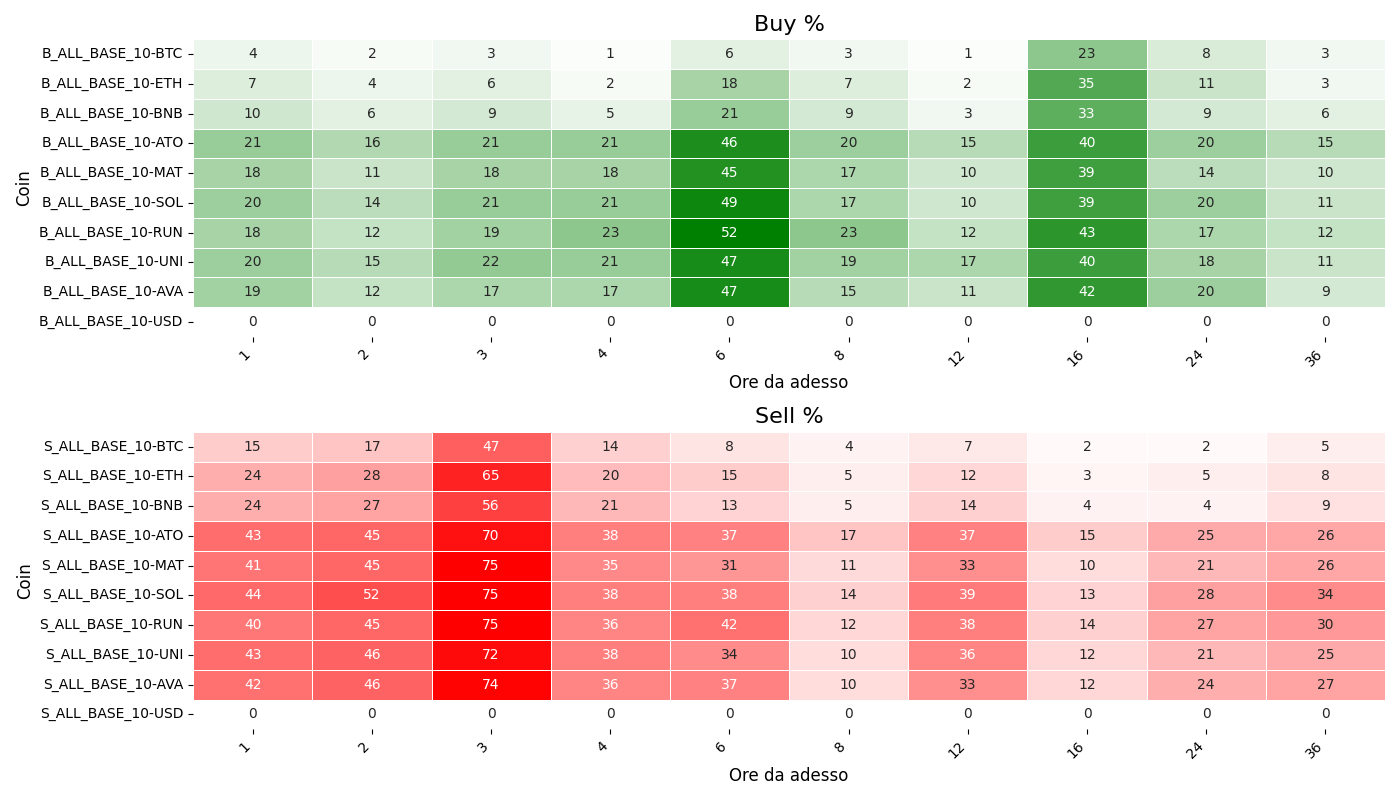 Buy %
Coin
B_ALL_BASE_10-BTC 4 2 3 1 6 3 1 23 8 3
B_ALL_BASE_10-ETH 7 4 6 2 18 7 2 35 11 3
B_ALL_BASE_10-BNB 10 6 9 5 21 9 3 33 9 6
B_ALL_BASE_10-ATO 21 16 21 21 46 20 15 40 20 15
B_ALL_BASE_10-MAT 18 11 18 18 45 17 10 39 14 10
B_ALL_BASE_10-SOL 20 14 21 21 49 17 10 39 20 11
B_ALL_BASE_10-RUN 18 12 19 23 52 23 12 43 17 12
B_ALL_BASE_10-UNI 20 15 22 21 47 19 17 40 18 11
B_ALL_BASE_10-AVA 19 12 17 17 47 15 11 42 20 9
B_ALL_BASE_10-USD 0 0 0 0 0 0 0 0 0 0
1 2 3 4 6 8 12 16 24 36
Ore da adesso
Sell %
Coin
S_ALL_BASE_10-BTC 15 17 47 14 8 4 7 2 2 5
S_ALL_BASE_10-ETH 24 28 65 20 15 5 12 3 5 8
S_ALL_BASE_10-BNB 24 27 56 21 13 5 14 4 4 9
S_ALL_BASE_10-ATO 43 45 70 38 37 17 37 15 25 26
S_ALL_BASE_10-MAT 41 45 75 35 31 11 33 10 21 26
S_ALL_BASE_10-SOL 44 52 75 38 38 14 39 13 28 34
S_ALL_BASE_10-RUN 40 45 75 36 42 12 38 14 27 30
S_ALL_BASE_10-UNI 43 46 72 38 34 10 36 12 21 25
S_ALL_BASE_10-AVA 42 46 74 36 37 10 33 12 24 27
S_ALL_BASE_10-USD 0 0 0 0 0 0 0 0 0 0
1 2 3 4 6 8 12 16 24 36
Ore da adesso